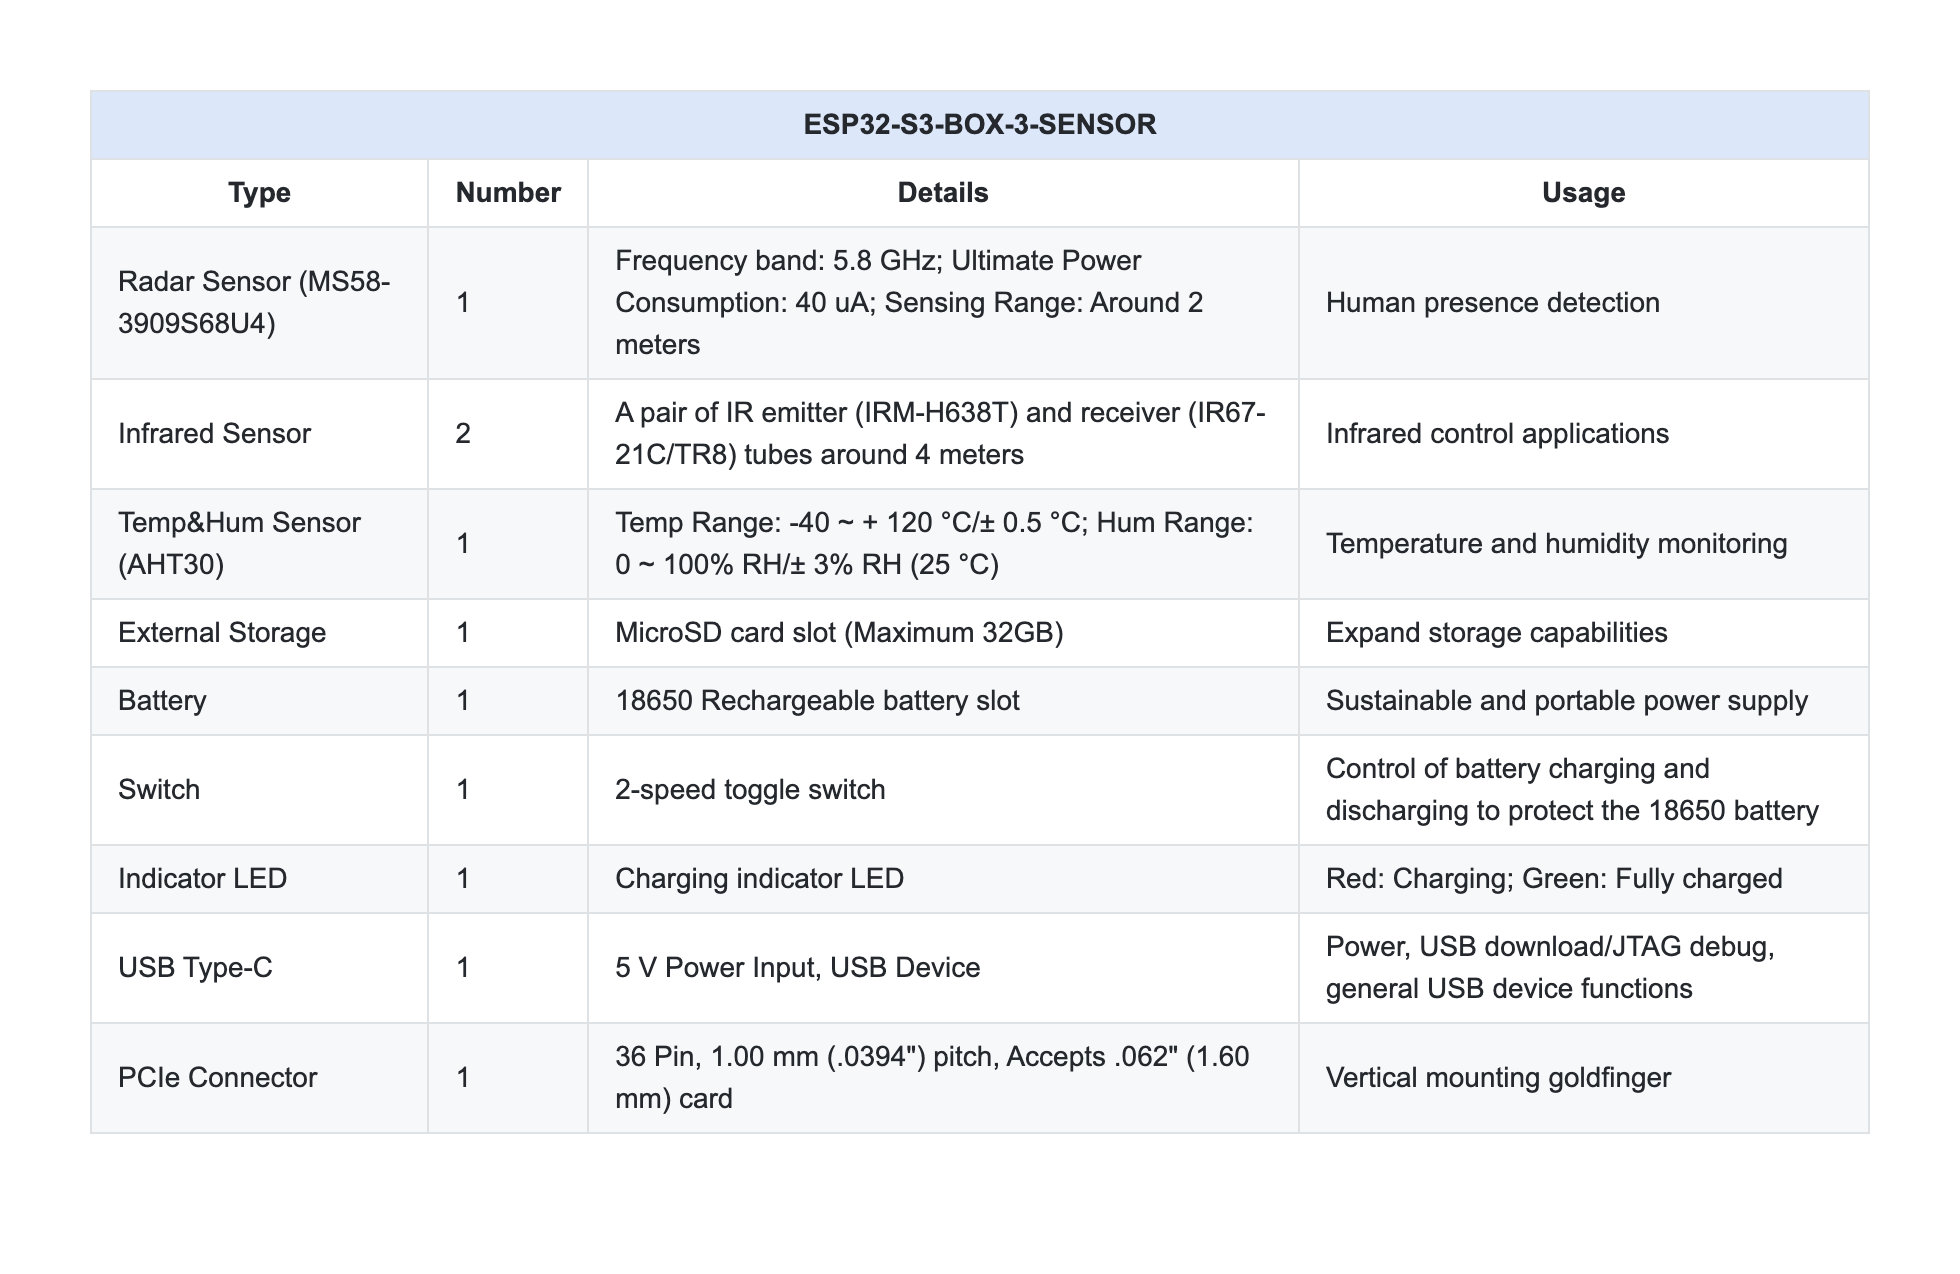 ESP32-S3-BOX-3-SENSOR
Type
Number
Details
Usage
Radar Sensor (MS58-
3909S68U4)
1
Frequency band: 5.8 GHz; Ultimate Power
Consumption: 40 uA; Sensing Range: Around 2
meters
Human presence detection
Infrared Sensor
2
A pair of IR emitter (IRM-H638T) and receiver (IR67-
21C/TR8) tubes around 4 meters
Infrared control applications
Temp&Hum Sensor
(AHT30)
1
Temp Range: -40 ~ + 120 °C/± 0.5 °C; Hum Range:
0 ~ 100% RH/± 3% RH (25 °C)
Temperature and humidity monitoring
External Storage
1
MicroSD card slot (Maximum 32GB)
Expand storage capabilities
Battery
1
18650 Rechargeable battery slot
Sustainable and portable power supply
Switch
1
2-speed toggle switch
Control of battery charging and
discharging to protect the 18650 battery
Indicator LED
1
Charging indicator LED
Red: Charging; Green: Fully charged
USB Type-C
1
5 V Power Input, USB Device
Power, USB download/JTAG debug,
general USB device functions
PCIe Connector
1
36 Pin, 1.00 mm (.0394") pitch, Accepts .062" (1.60
mm) card
Vertical mounting goldfinger